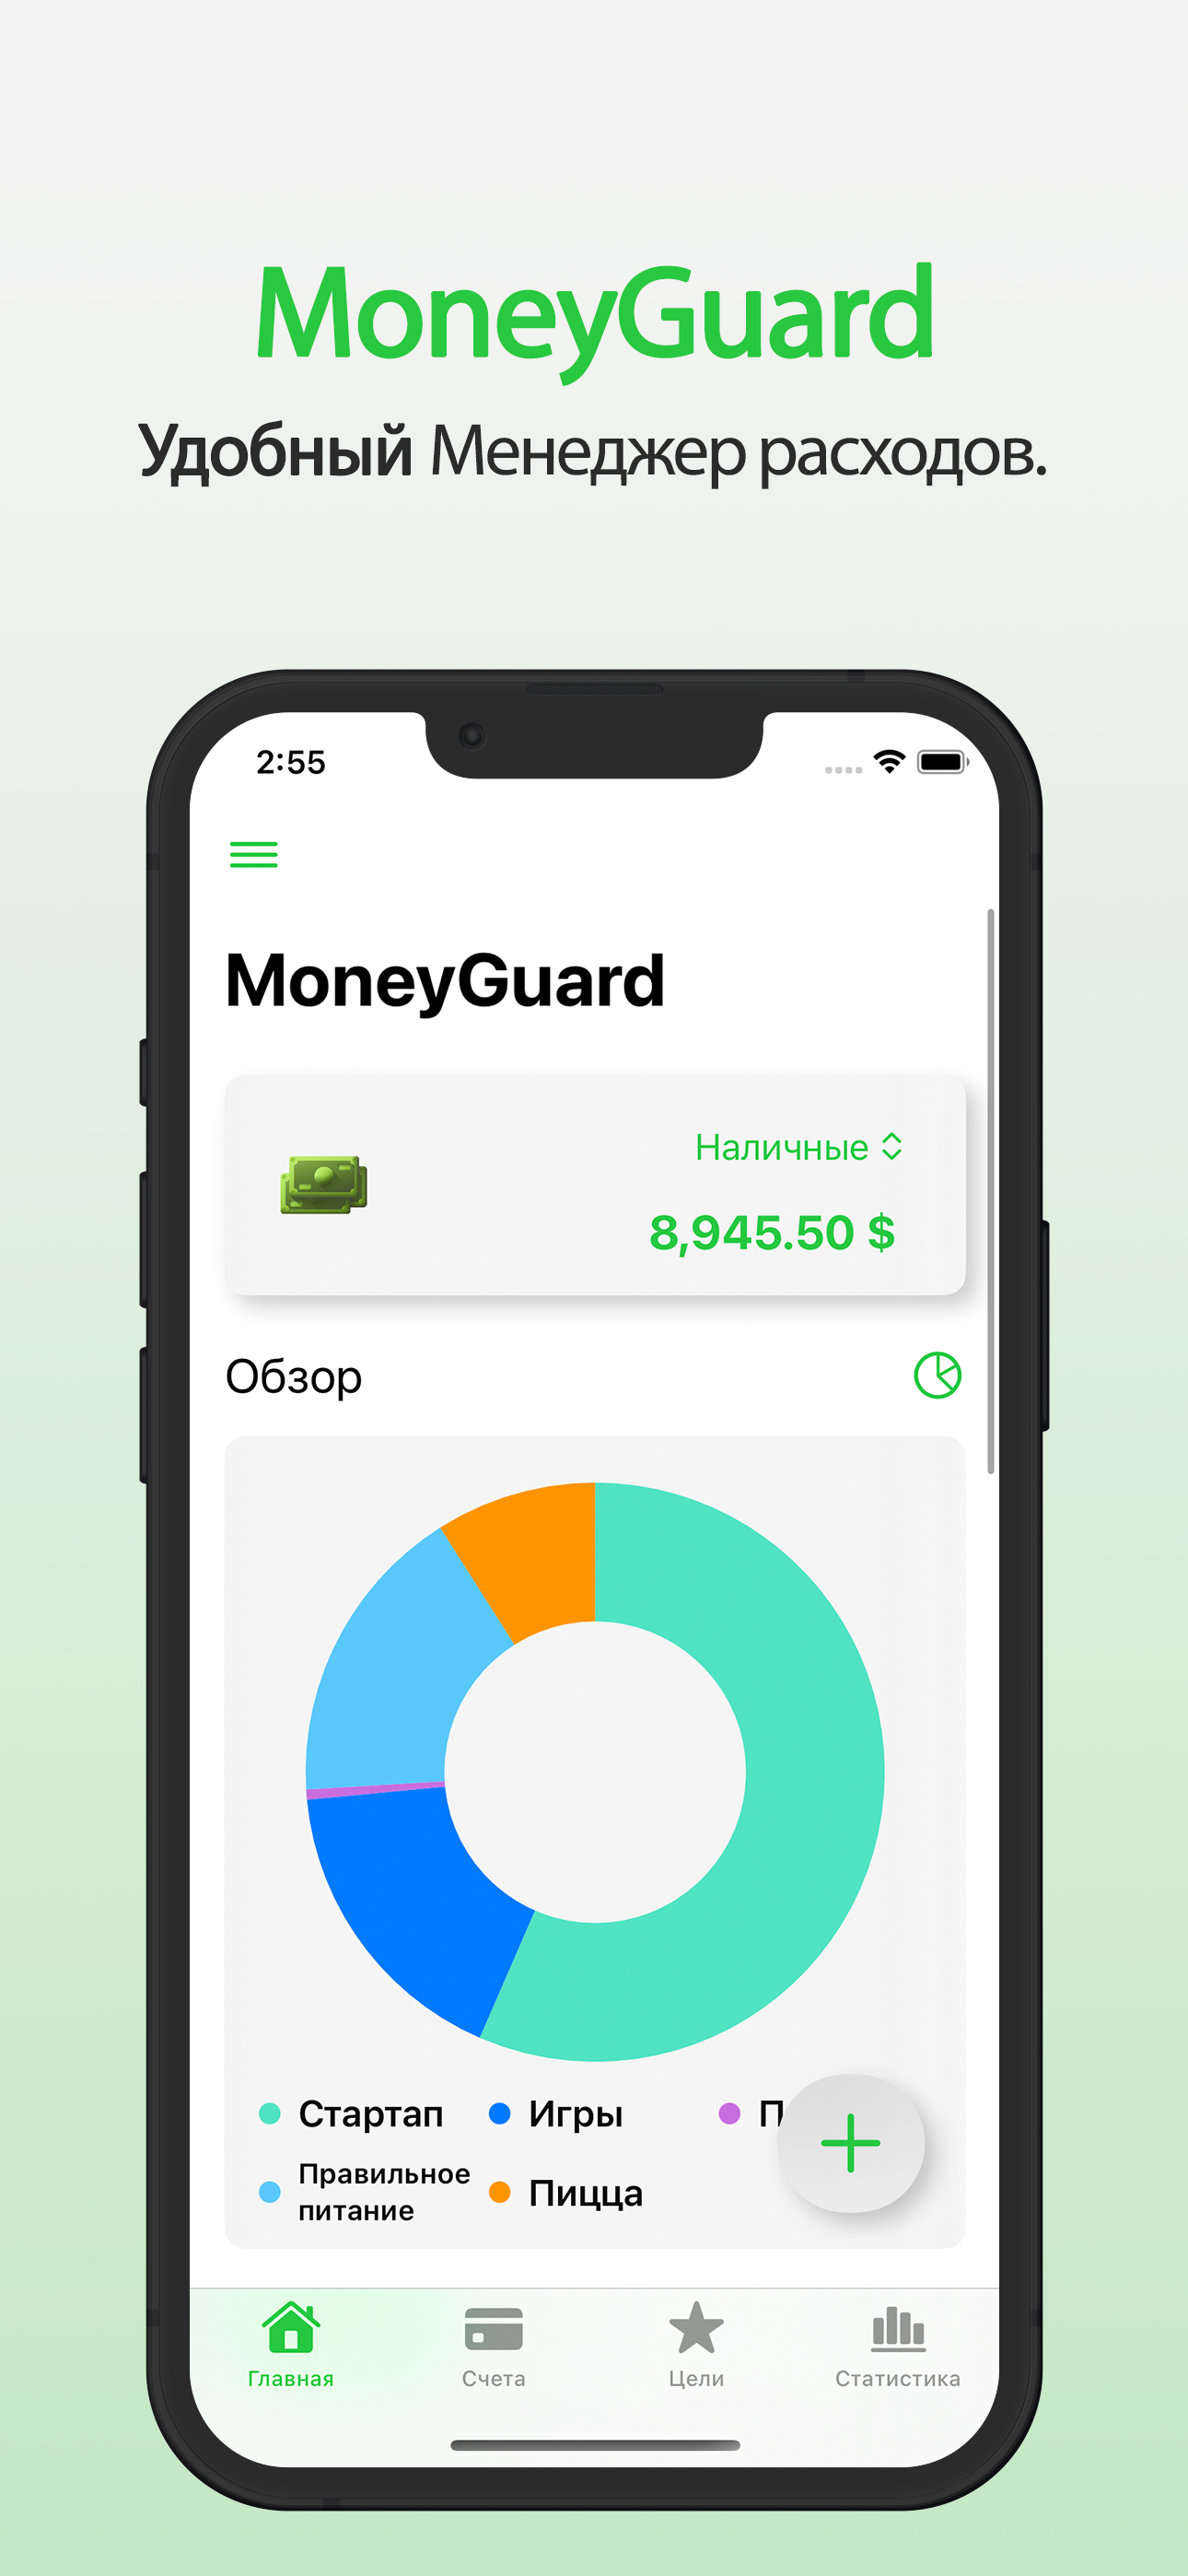 MoneyGuard
Удобный Менеджер расходов.
2:55
MoneyGuard
Наличные
8,945.50 $
Обзор
Стартап
Игры
Правильное
питание
Пицца
Главная
Счета
Цели
Статистика